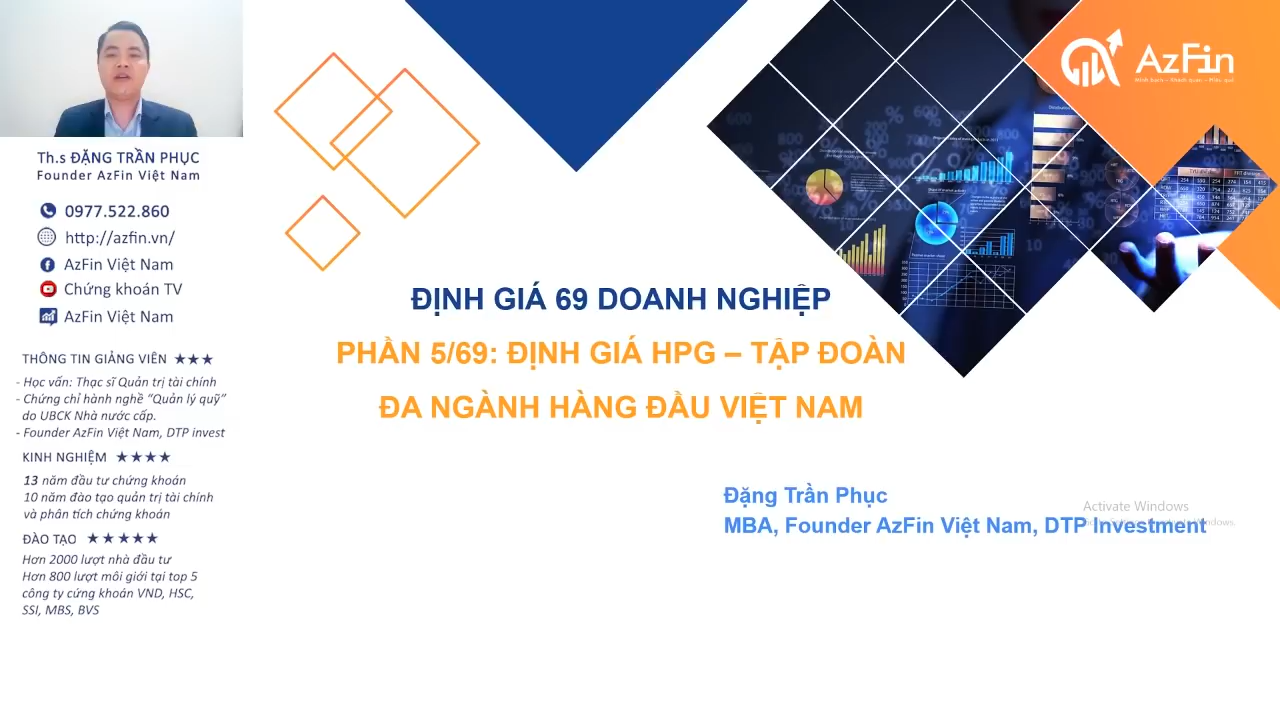 Th.s ĐẶNG TRẦN PHỤC
Founder AzFin Việt Nam
0977.522.860
http://azfin.vn/
AzFin Việt Nam
Chứng khoán TV
AzFin Việt Nam
THÔNG TIN GIẢNG VIÊN ★★★
- Học vấn: Thạc sĩ Quản trị tài chính
- Chứng chỉ hành nghề “Quản lý quỹ”
do UBCK Nhà nước cấp.
- Founder AzFin Việt Nam, DTP invest
KINH NGHIỆM ★★★★
13 năm đầu tư chứng khoán
10 năm đào tạo quản trị tài chính
và phân tích chứng khoán
ĐÀO TẠO ★★★★★
Hơn 2000 lượt nhà đầu tư
Hơn 800 lượt môi giới tại top 5
công ty cứng khoán VND, HSC,
SSI, MBS, BVS
AzFin
Minh bạch – Khách quan – Hiệu quả
ĐỊNH GIÁ 69 DOANH NGHIỆP
PHẦN 5/69: ĐỊNH GIÁ HPG – TẬP ĐOÀN
ĐA NGÀNH HÀNG ĐẦU VIỆT NAM
Đặng Trần Phục
MBA, Founder AzFin Việt Nam, DTP Investment
Activate Windows